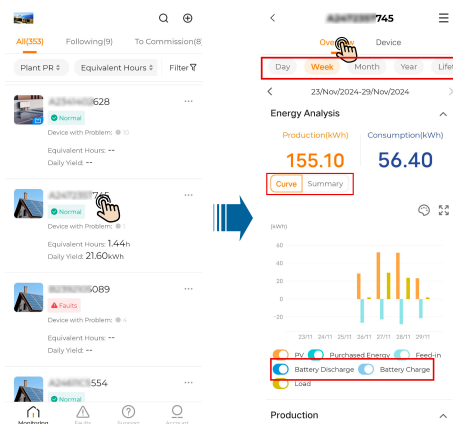 All(353) Following(9) To Commission(8
Plant PR Equivalent Hours Filter
628
Normal
Device with Problem: 10
Equivalent Hours: --
Daily Yield: --
745
Normal
Device with Problem: 1
Equivalent Hours: 1.44h
Daily Yield: 21.60kWh
5089
Faults
Device with Problem: 4
Equivalent Hours: --
Daily Yield: --
554
Normal
Monitoring Faults Support Account
745
Device
Day Week Month Year Lifet
23/Nov/2024-29/Nov/2024
Energy Analysis
Production(kWh) Consumption(kWh)
155.10 56.40
Curve Summary
(kWh)
60
40
20
0
-20
23/11 24/11 25/11 26/11 27/11 28/11 29/11
PV Purchased Energy Feed-in
Battery Discharge Battery Charge
Load
Production